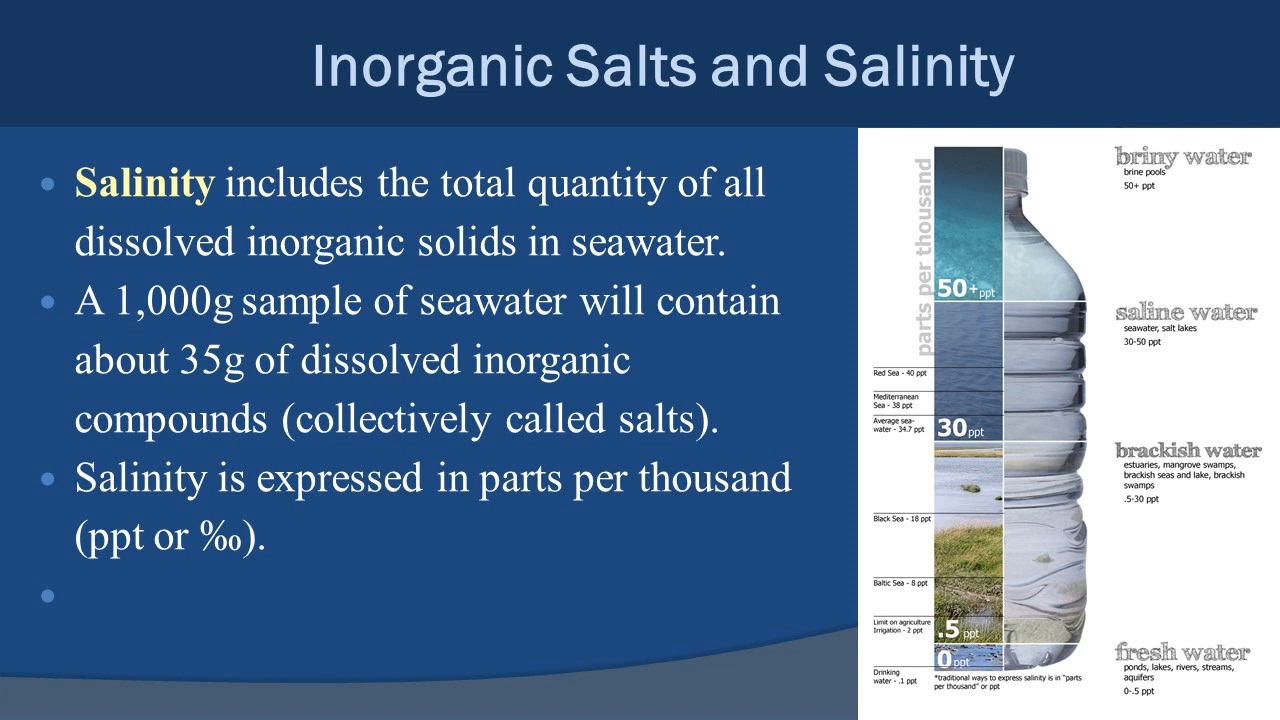 Inorganic Salts and Salinity
• Salinity includes the total quantity of all
dissolved inorganic solids in seawater.
• A 1,000g sample of seawater will contain
about 35g of dissolved inorganic
compounds (collectively called salts).
• Salinity is expressed in parts per thousand
(ppt or ‰).
•
parts per thousand
50+ppt
Red Sea - 40 ppt
Mediterranean
Sea - 38 ppt
Average sea-
water - 34.7 ppt
30 ppt
Black Sea - 18 ppt
Baltic Sea - 8 ppt
Limit on agriculture
Irrigation - 2 ppt
.5 ppt
0 ppt
Drinking
water - .1 ppt
*traditional ways to express salinity is in "parts
per thousand" or ppt
briny water
brine pools
50+ ppt
saline water
seawater, salt lakes
30-50 ppt
brackish water
estuaries, mangrove swamps,
brackish seas and lake, brackish
swamps
.5-30 ppt
fresh water
ponds, lakes, rivers, streams,
aquifers
0-.5 ppt